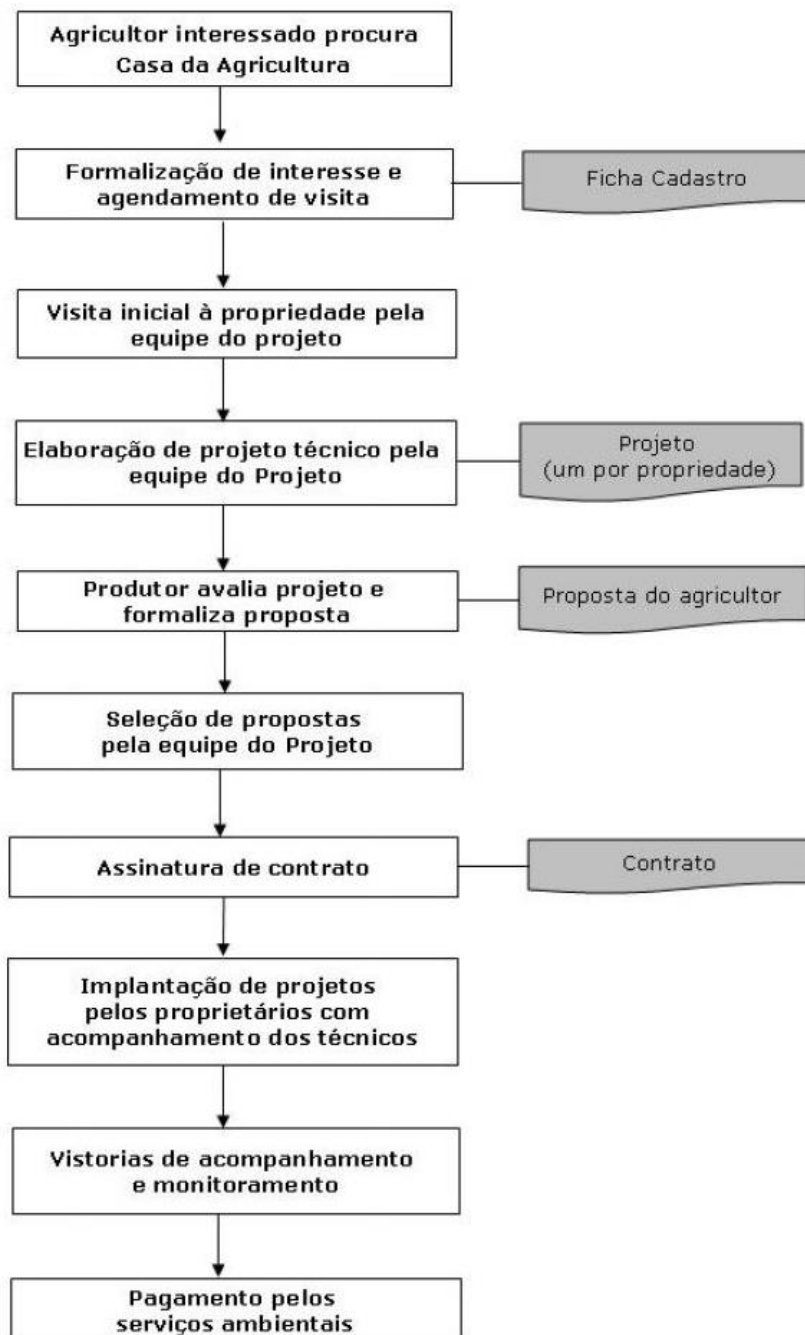 Agricultor interessado procura
Casa da Agricultura
Formalização de interesse e
agendamento de visita
Ficha Cadastro
Visita inicial à propriedade pela
equipe do projeto
Elaboração de projeto técnico pela
equipe do Projeto
Projeto
(um por propriedade)
Produtor avalia projeto e
formaliza proposta
Proposta do agricultor
Seleção de propostas
pela equipe do Projeto
Assinatura de contrato
Contrato
Implantação de projetos
pelos proprietários com
acompanhamento dos técnicos
Vistorias de acompanhamento
e monitoramento
Pagamento pelos
serviços ambientais